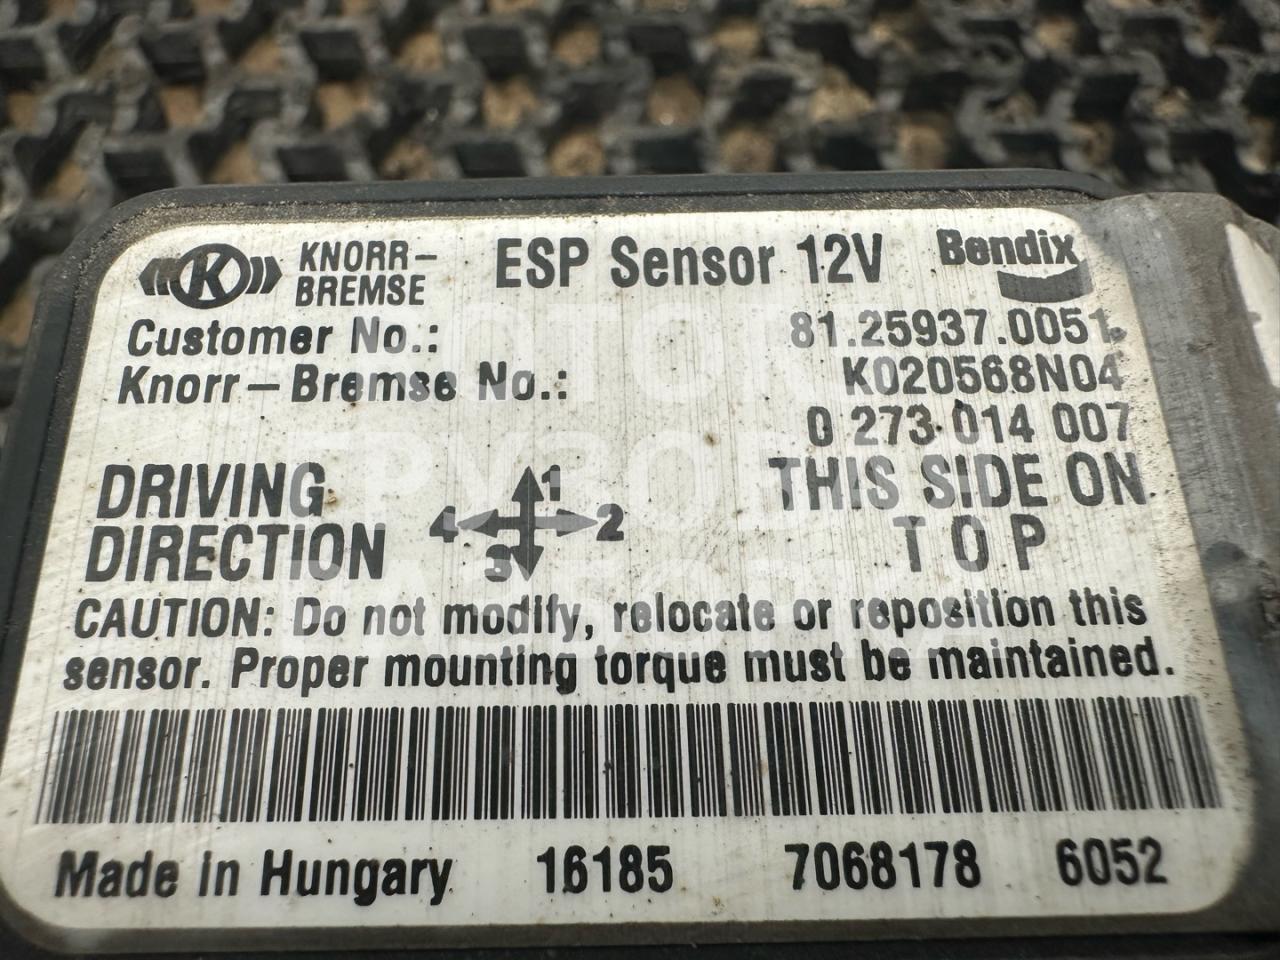 KNORR-
BREMSE
ESP Sensor 12V
Bendix
Customer No.: 81.25937.0051
Knorr-Bremse No.: K020568N04
0 273 014 007
DRIVING
DIRECTION
1
4 2
3
THIS SIDE ON
TOP
CAUTION: Do not modify, relocate or reposition this
sensor. Proper mounting torque must be maintained.
Made in Hungary 16185 7068178 6052